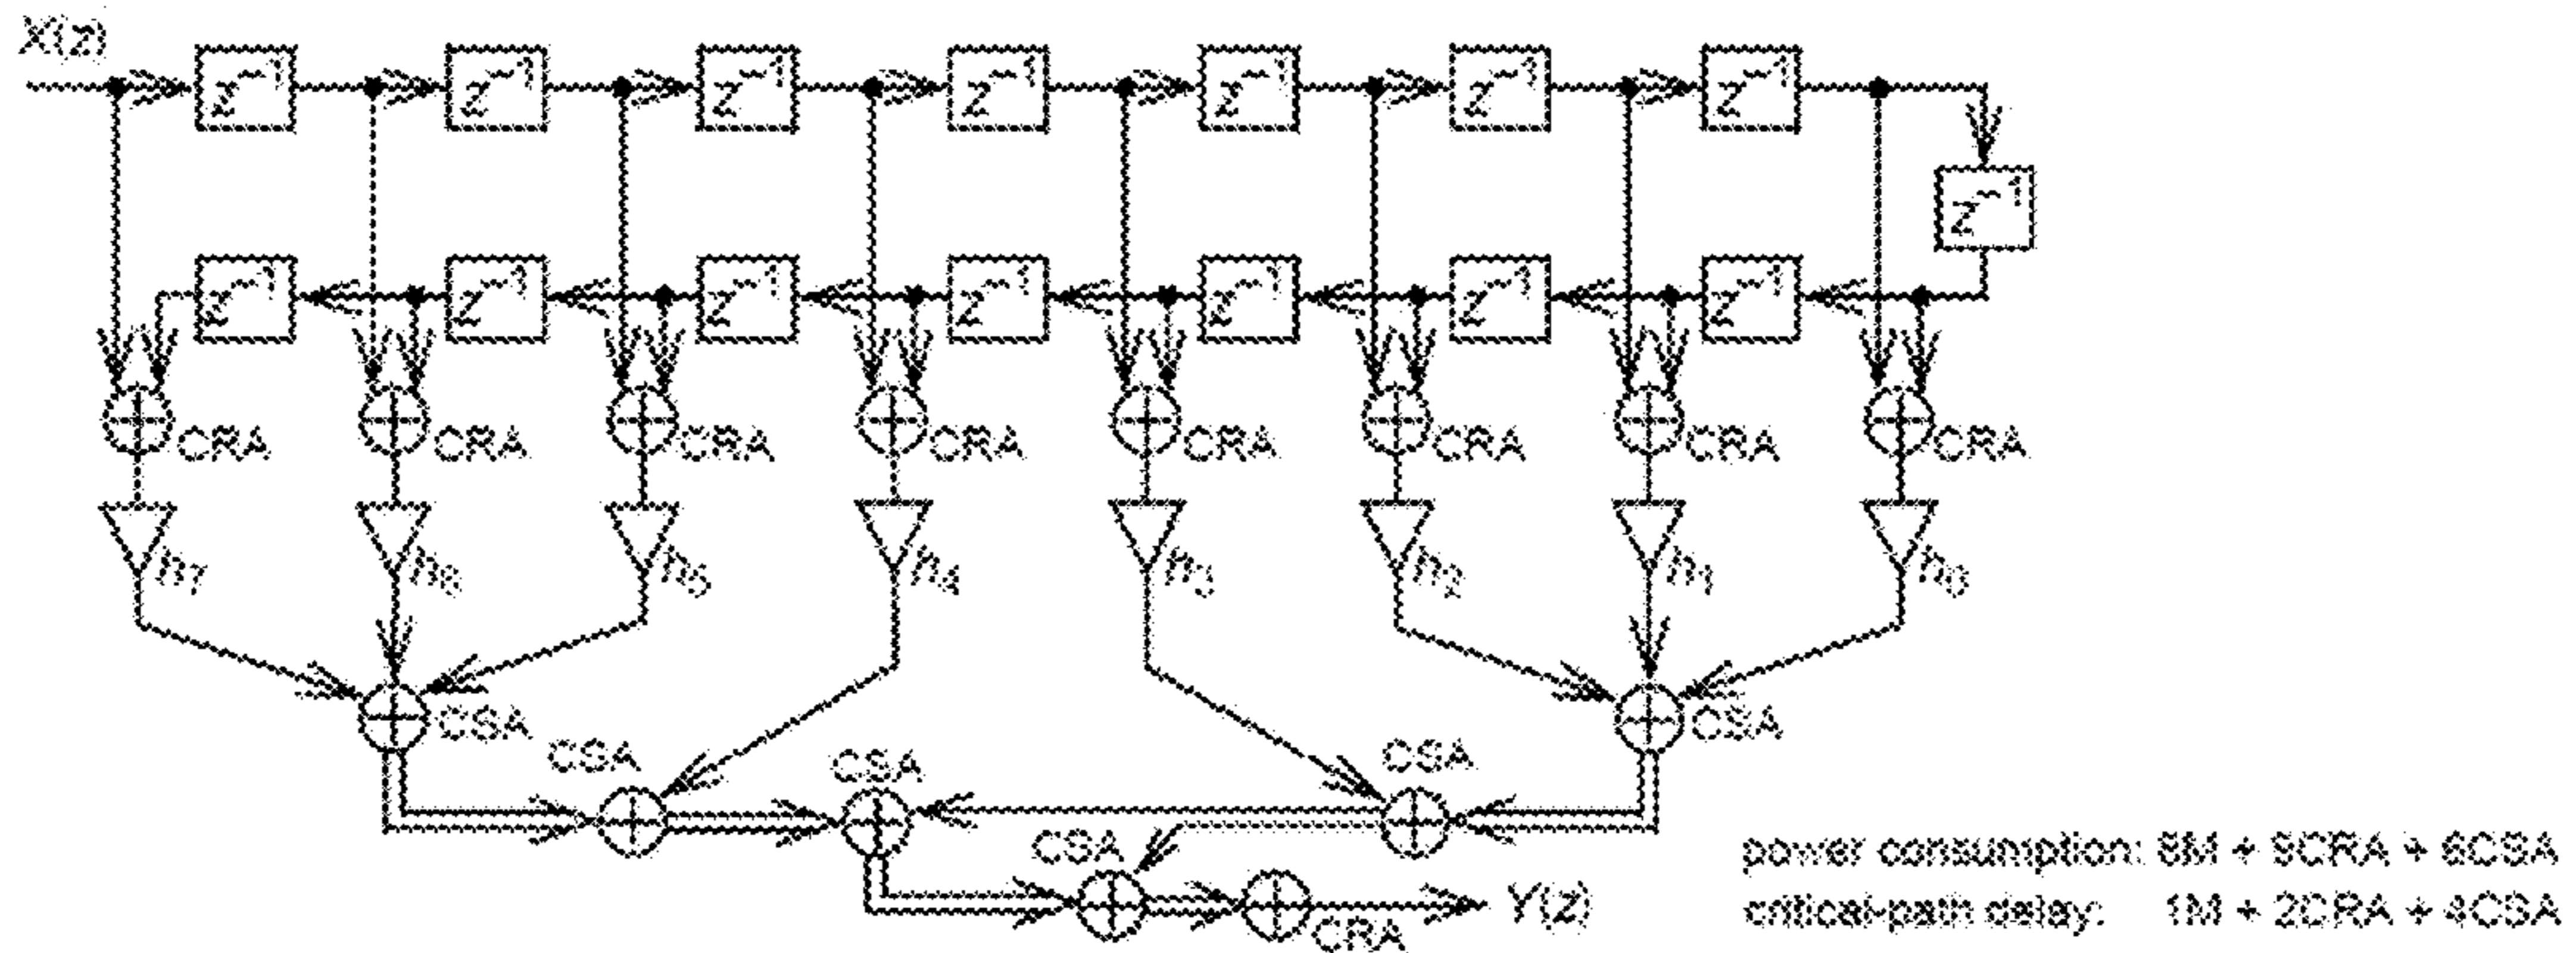 X(z)
z⁻¹ z⁻¹ z⁻¹ z⁻¹ z⁻¹ z⁻¹ z⁻¹
z⁻¹
z⁻¹ z⁻¹ z⁻¹ z⁻¹ z⁻¹ z⁻¹ z⁻¹
CRA CRA CRA CRA CRA CRA CRA CRA
h₇ h₆ h₅ h₄ h₃ h₂ h₁ h₀
CSA CSA
CSA CSA CSA
CSA
CRA
Y(z)
power consumption: 8M + 9CRA + 6CSA
critical-path delay: 1M + 2CRA + 4CSA